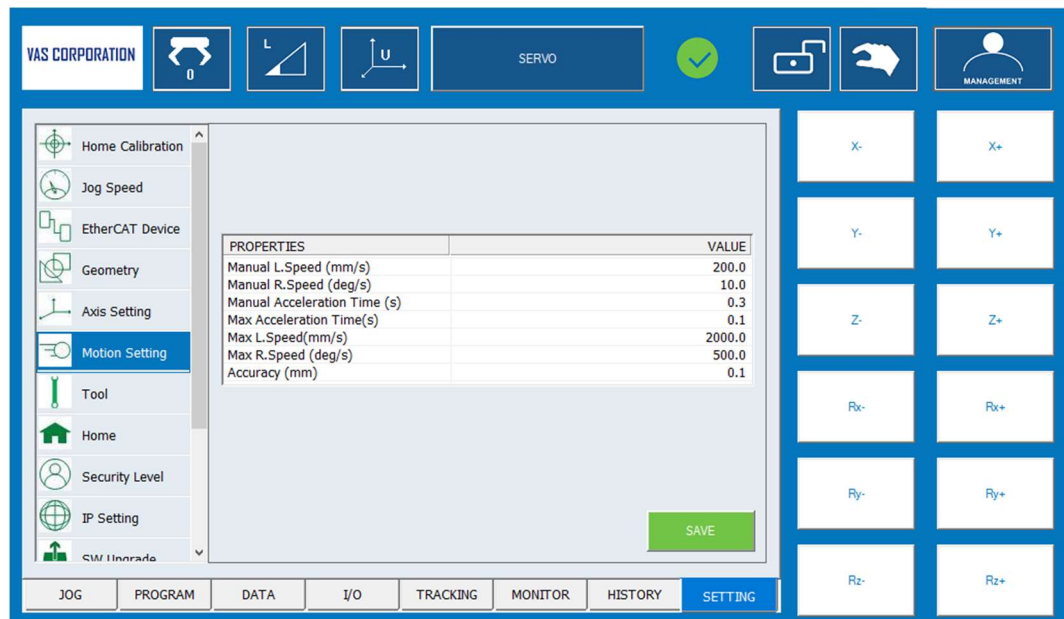 VAS CORPORATION
0
L
U
SERVO
MANAGEMENT
Home Calibration
Jog Speed
EtherCAT Device
Geometry
Axis Setting
Motion Setting
Tool
Home
Security Level
IP Setting
SW Upgrade
PROPERTIES VALUE
Manual L.Speed (mm/s) 200.0
Manual R.Speed (deg/s) 10.0
Manual Acceleration Time (s) 0.3
Max Acceleration Time(s) 0.1
Max L.Speed(mm/s) 2000.0
Max R.Speed (deg/s) 500.0
Accuracy (mm) 0.1
SAVE
X- X+
Y- Y+
Z- Z+
Rx- Rx+
Ry- Ry+
Rz- Rz+
JOG PROGRAM DATA I/O TRACKING MONITOR HISTORY SETTING